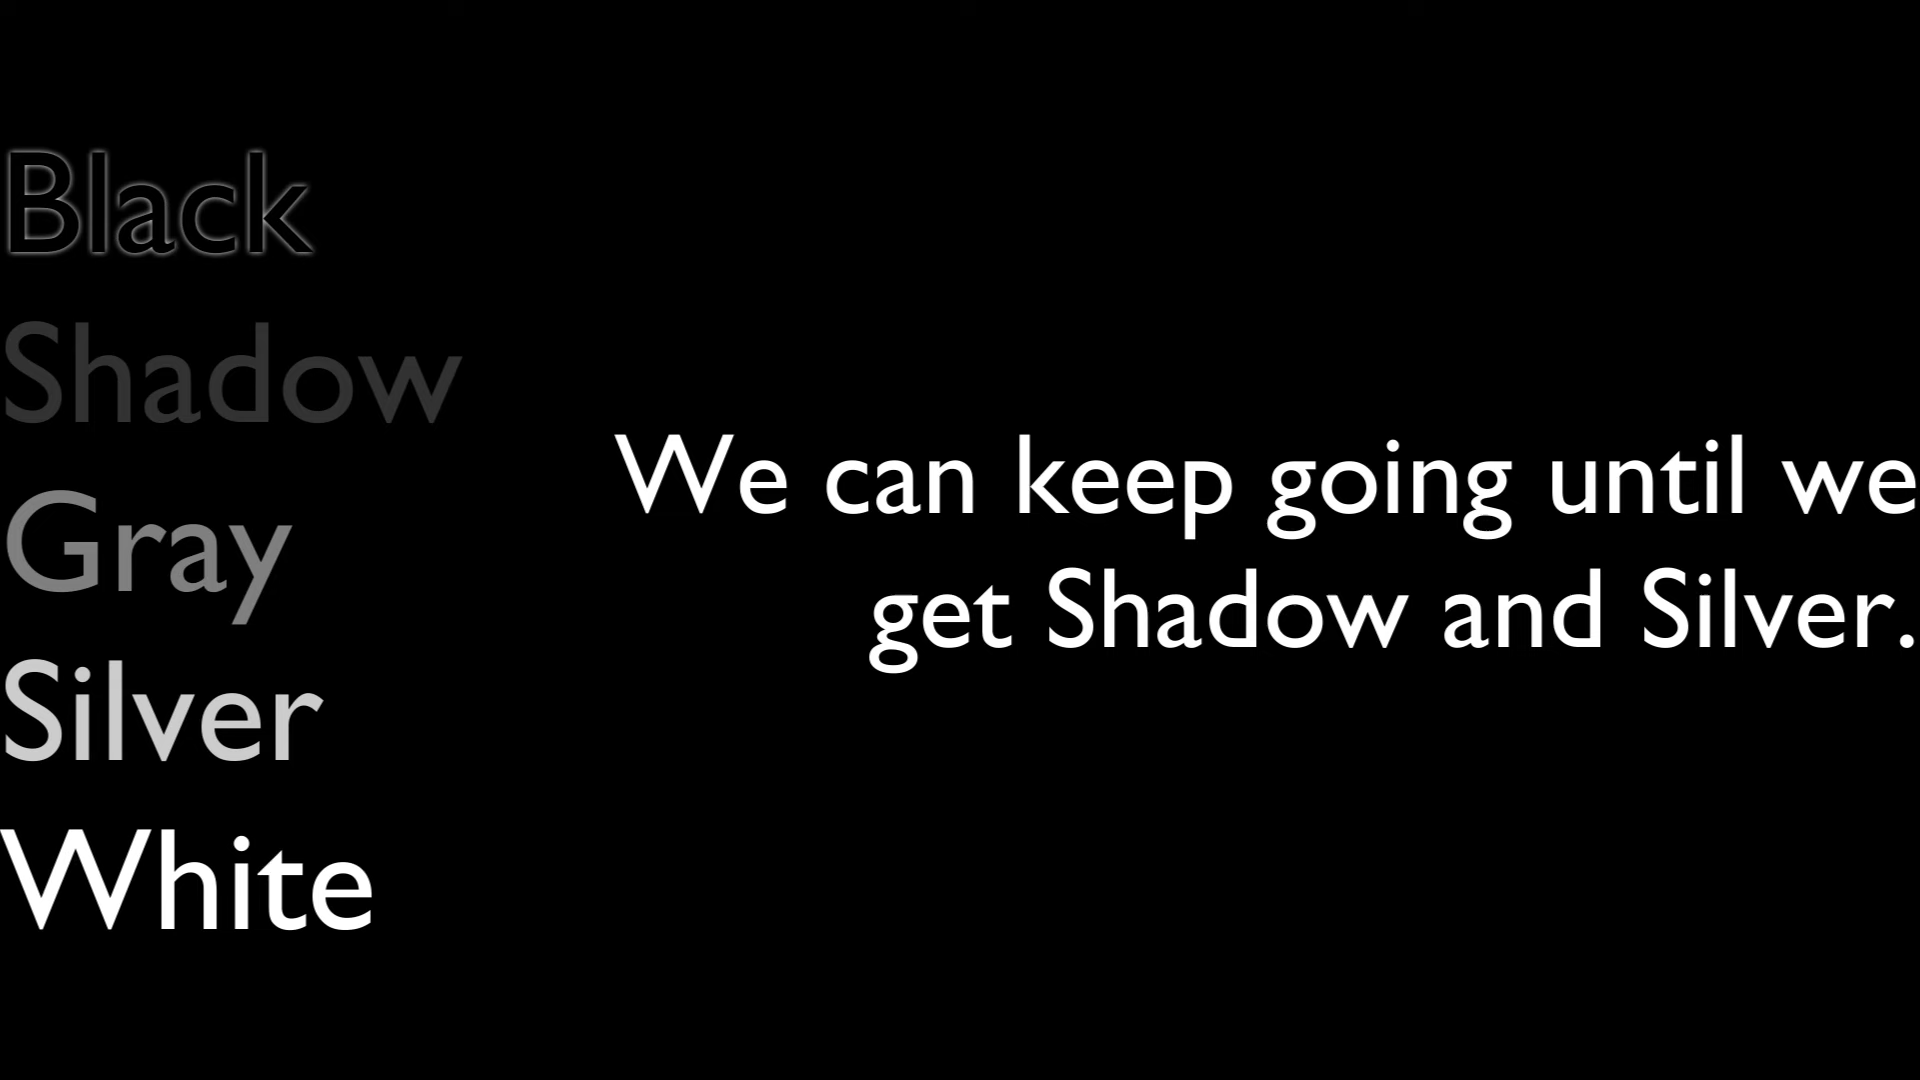 Black
Shadow
Gray
Silver
White
We can keep going until we
get Shadow and Silver.